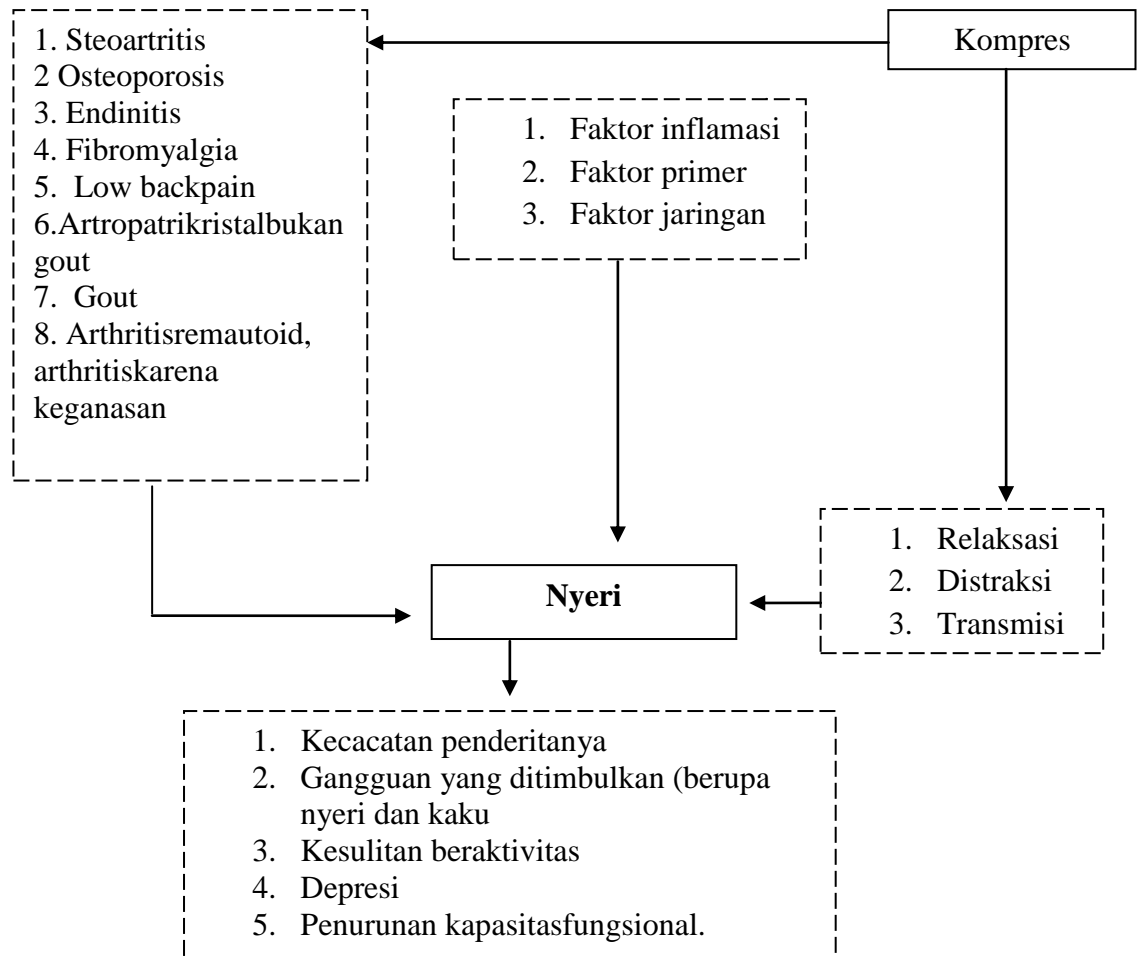 1. Steoartritis
2 Osteoporosis
3. Endinitis
4. Fibromyalgia
5. Low backpain
6.Artropatrikristalbukan
gout
7. Gout
8. Arthritisremautoid,
arthritiskarena
keganasan
Kompres
1. Faktor inflamasi
2. Faktor primer
3. Faktor jaringan
1. Relaksasi
2. Distraksi
3. Transmisi
Nyeri
1. Kecacatan penderitanya
2. Gangguan yang ditimbulkan (berupa
nyeri dan kaku
3. Kesulitan beraktivitas
4. Depresi
5. Penurunan kapasitasfungsional.